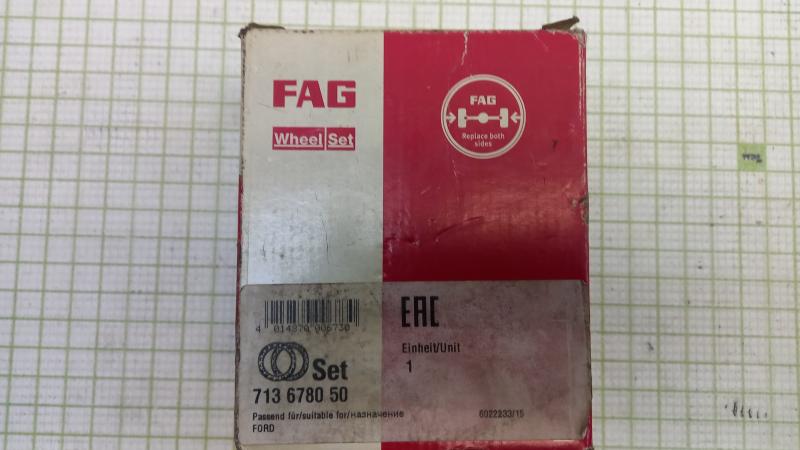 FAG
Wheel Set
FAG
Replace both
sides
4 014870 006730
EAC
Einheit/Unit
1
Set
713 6780 50
Passend für/suitable for/назначение
6022233/15
FORD